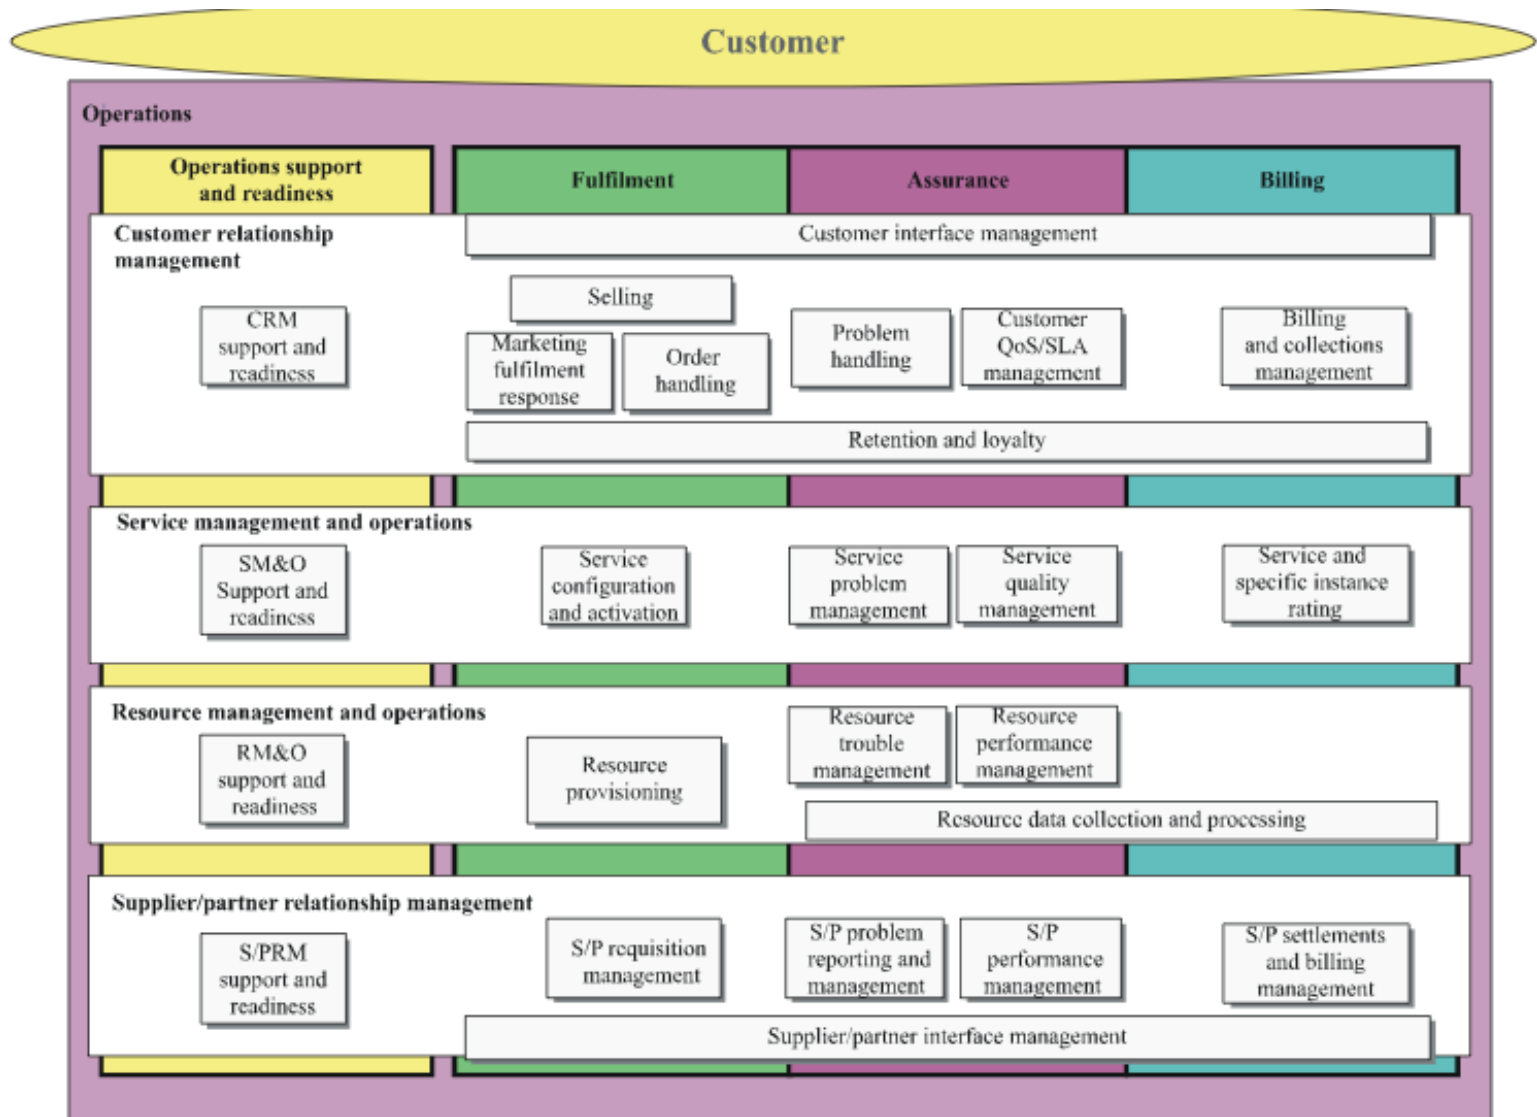 Customer
Operations
Operations support
and readiness
Fulfilment
Assurance
Billing
Customer relationship
management
Customer interface management
Selling
CRM
support and
readiness
Marketing
fulfilment
response
Order
handling
Problem
handling
Customer
QoS/SLA
management
Billing
and collections
management
Retention and loyalty
Service management and operations
SM&O
Support and
readiness
Service
configuration
and activation
Service
problem
management
Service
quality
management
Service and
specific instance
rating
Resource management and operations
RM&O
support and
readiness
Resource
provisioning
Resource
trouble
management
Resource
performance
management
Resource data collection and processing
Supplier/partner relationship management
S/PRM
support and
readiness
S/P requisition
management
S/P problem
reporting and
management
S/P
performance
management
S/P settlements
and billing
management
Supplier/partner interface management